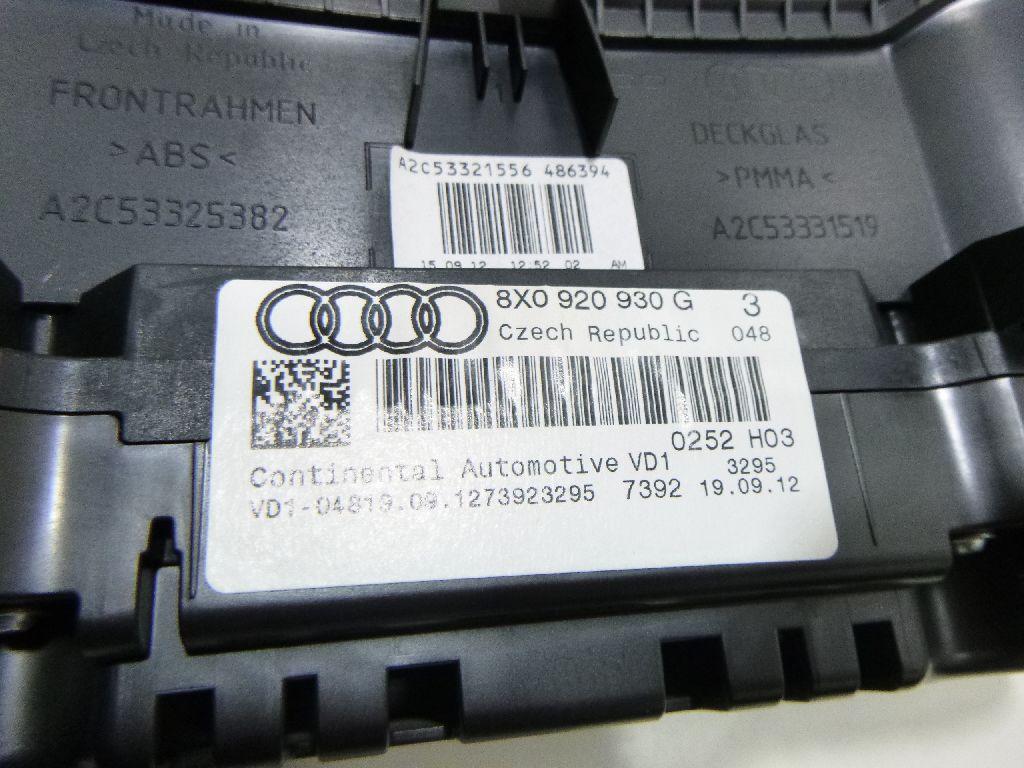 Made in
Czech Republic
FRONTRAHMEN
>ABS<
A2C53325382
DECKGLAS
>PMMA<
A2C53331519
A2C53321556 486394
15 09 12 12 52 02 AM
8X0 920 930 G 3
Czech Republic 048
0252 H03
Continental Automotive VD1 3295
VD1-04819.09.1273923295 7392 19.09.12